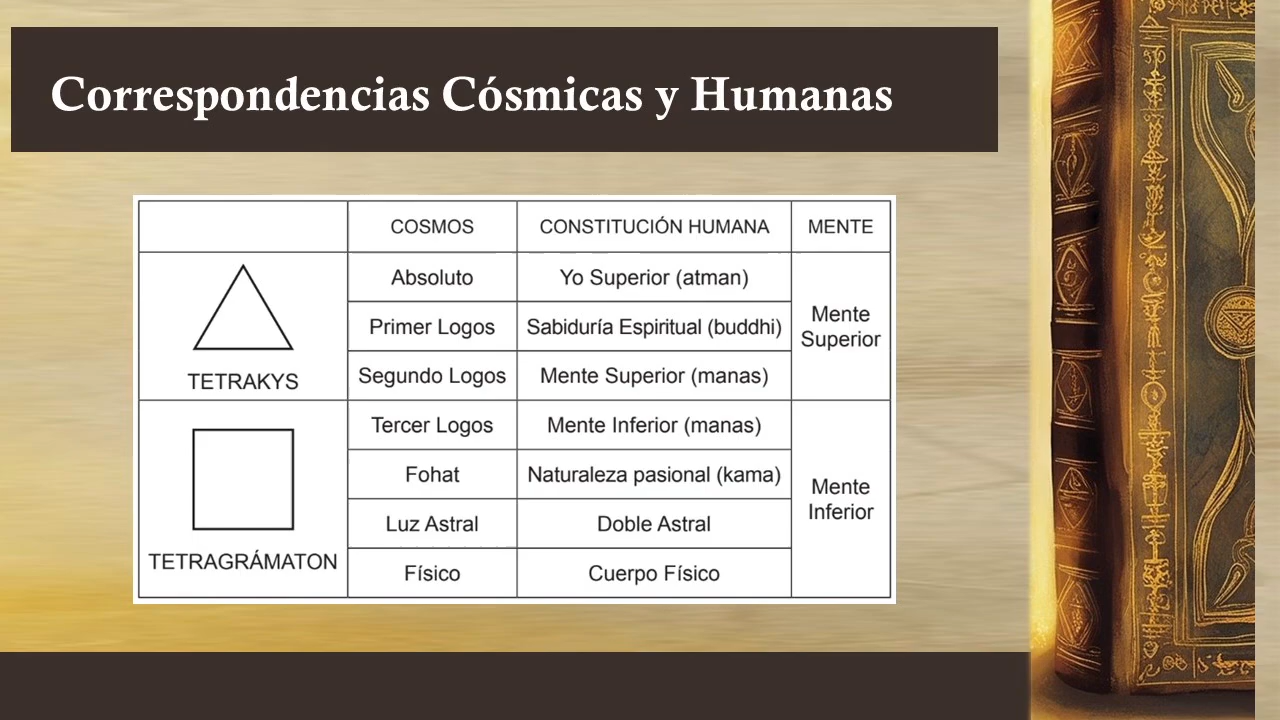 Correspondencias Cósmicas y Humanas
COSMOS CONSTITUCIÓN HUMANA MENTE
Absoluto Yo Superior (atman)
Primer Logos Sabiduría Espiritual (buddhi)
Mente
Superior
Segundo Logos Mente Superior (manas)
TETRAKYS
Tercer Logos Mente Inferior (manas)
Fohat Naturaleza pasional (kama)
Mente
Inferior
Luz Astral Doble Astral
TETRAGRÁMATON
Físico Cuerpo Físico